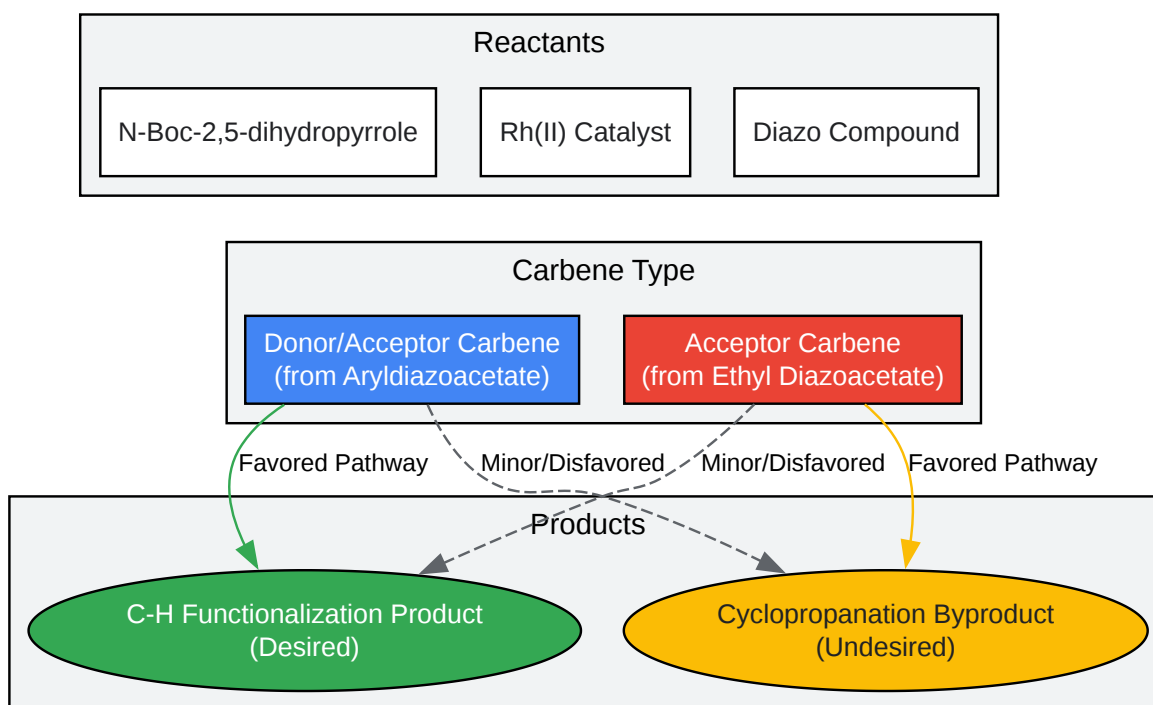 Reactants
N-Boc-2,5-dihydropyrrole
Rh(II) Catalyst
Diazo Compound
Carbene Type
Donor/Acceptor Carbene
(from Aryldiazoacetate)
Acceptor Carbene
(from Ethyl Diazoacetate)
Favored Pathway
Minor/Disfavored
Minor/Disfavored
Favored Pathway
Products
C-H Functionalization Product
(Desired)
Cyclopropanation Byproduct
(Undesired)